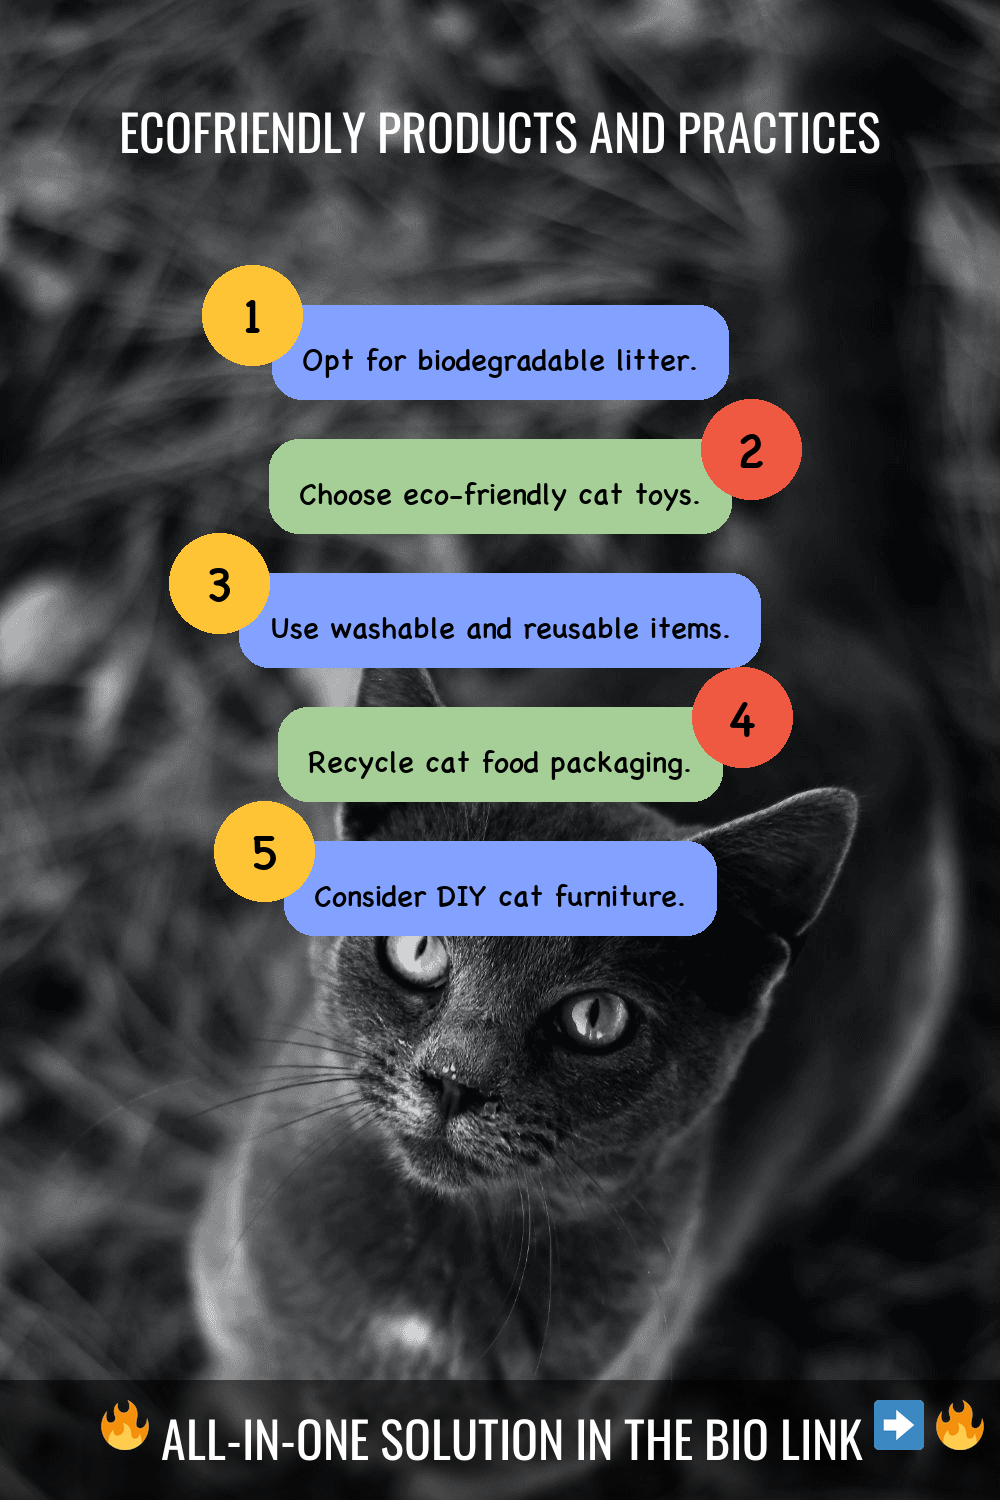 ECOFRIENDLY PRODUCTS AND PRACTICES
1
Opt for biodegradable litter.
2
Choose eco-friendly cat toys.
3
Use washable and reusable items.
4
Recycle cat food packaging.
5
Consider DIY cat furniture.
🔥 ALL-IN-ONE SOLUTION IN THE BIO LINK ➡️ 🔥